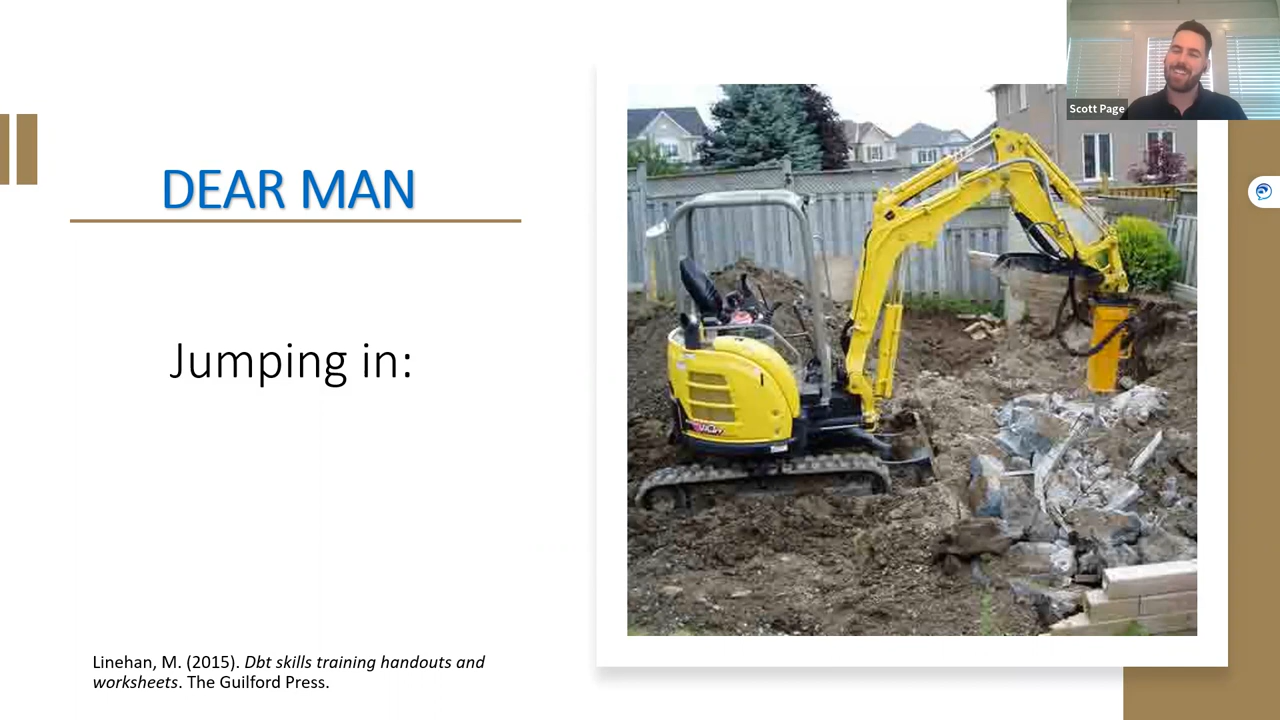 Scott Page
DEAR MAN
Jumping in:
Linehan, M. (2015). Dbt skills training handouts and
worksheets. The Guilford Press.